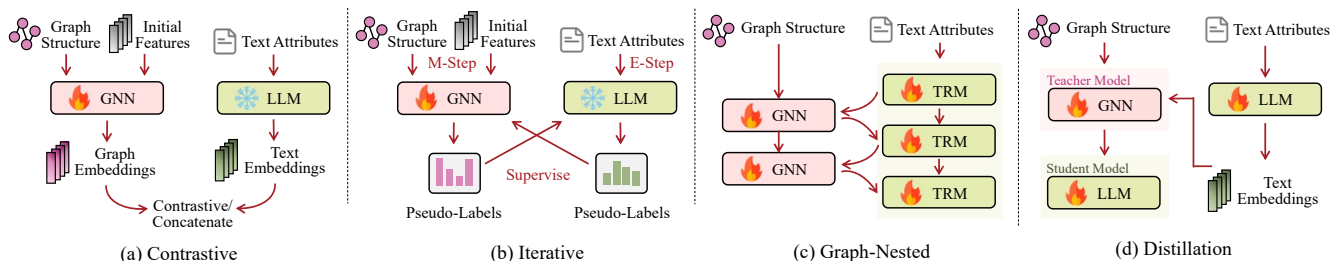 Graph
Structure
Initial
Features
Text Attributes
GNN
LLM
Graph
Embeddings
Text
Embeddings
Contrastive/
Concatenate
(a) Contrastive
Graph
Structure
Initial
Features
Text Attributes
M-Step
E-Step
GNN
LLM
Supervise
Pseudo-Labels
Pseudo-Labels
(b) Iterative
Graph Structure
Text Attributes
TRM
GNN
TRM
GNN
TRM
(c) Graph-Nested
Graph Structure
Text Attributes
Teacher Model
GNN
LLM
Student Model
LLM
Text
Embeddings
(d) Distillation